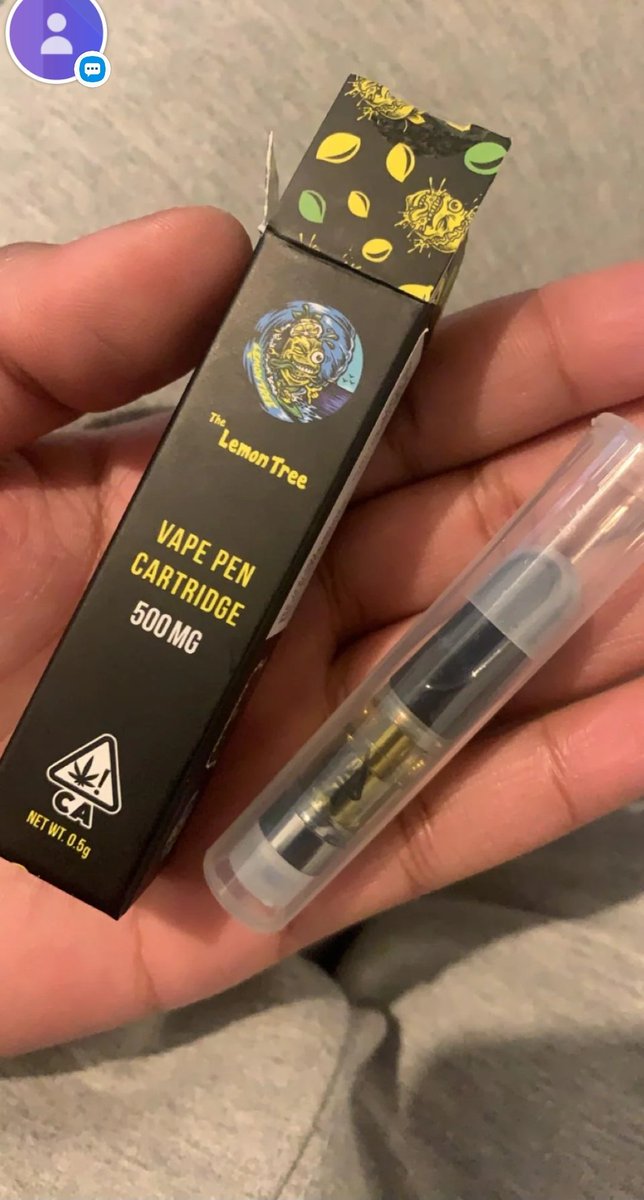 The
Lemon Tree
VAPE PEN
CARTRIDGE
500 MG
CA
NET WT. 0.5g